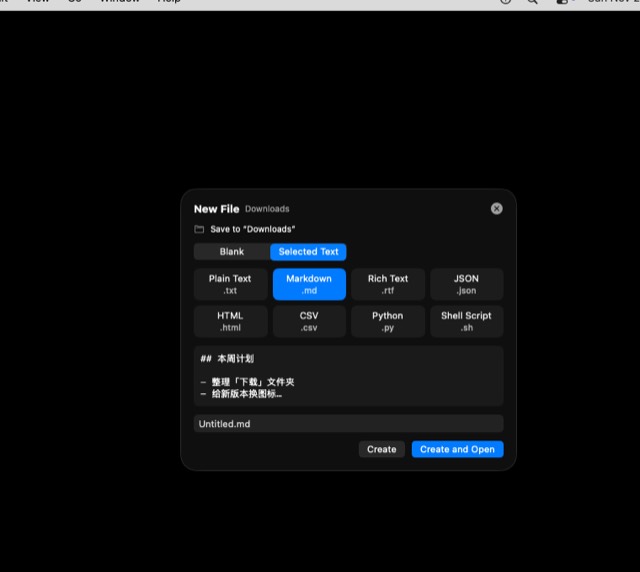 View Go Window Help
New File Downloads
Save to "Downloads"
Blank Selected Text
Plain Text Markdown Rich Text JSON
.txt .md .rtf .json
HTML CSV Python Shell Script
.html .csv .py .sh
## 本周计划
- 整理「下载」文件夹
- 给新版本换图标…
Untitled.md
Create Create and Open